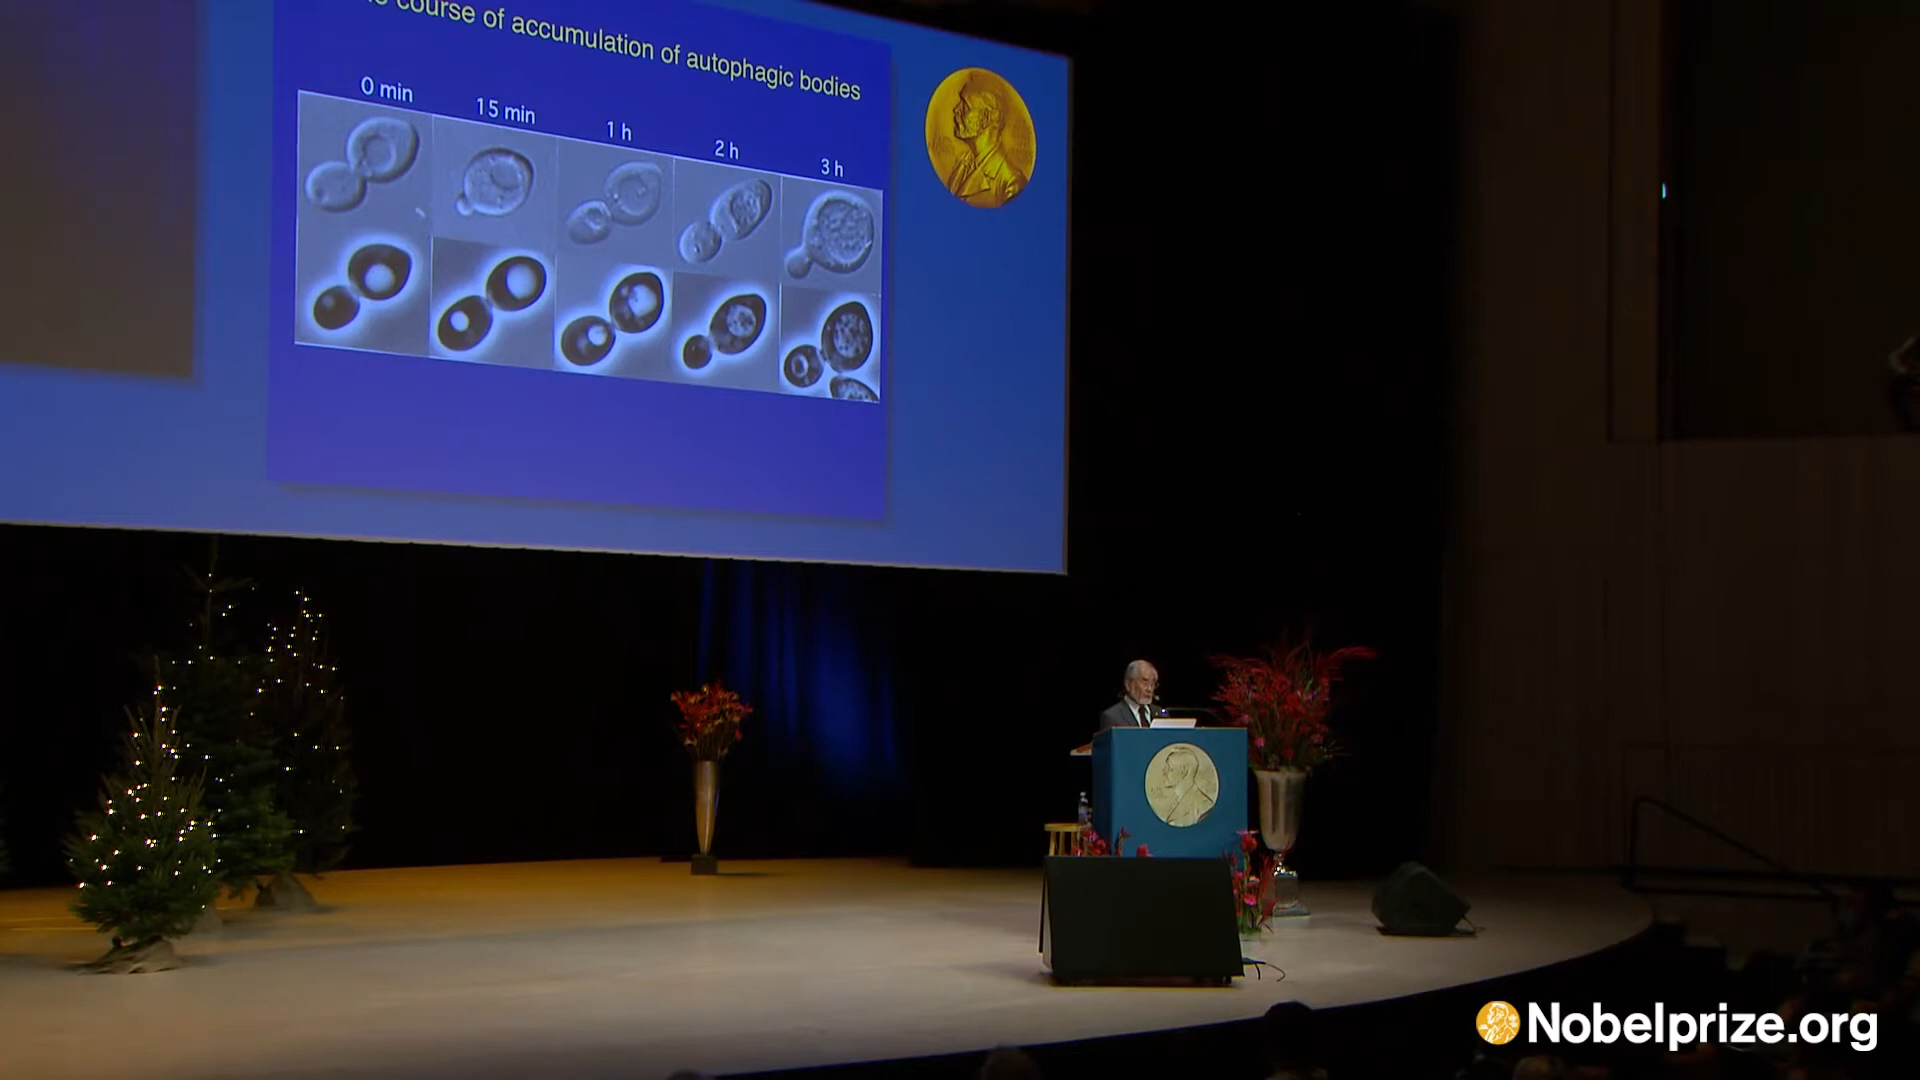 course of accumulation of autophagic bodies
0 min
15 min
1 h
2 h
3 h
Nobelprize.org